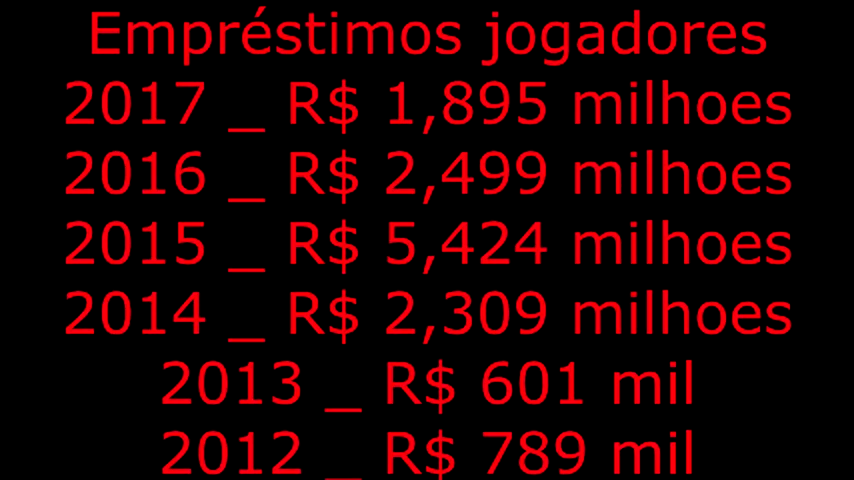 Empréstimos jogadores
2017 _ R$ 1,895 milhoes
2016 _ R$ 2,499 milhoes
2015 _ R$ 5,424 milhoes
2014 _ R$ 2,309 milhoes
2013 _ R$ 601 mil
2012 _ R$ 789 mil